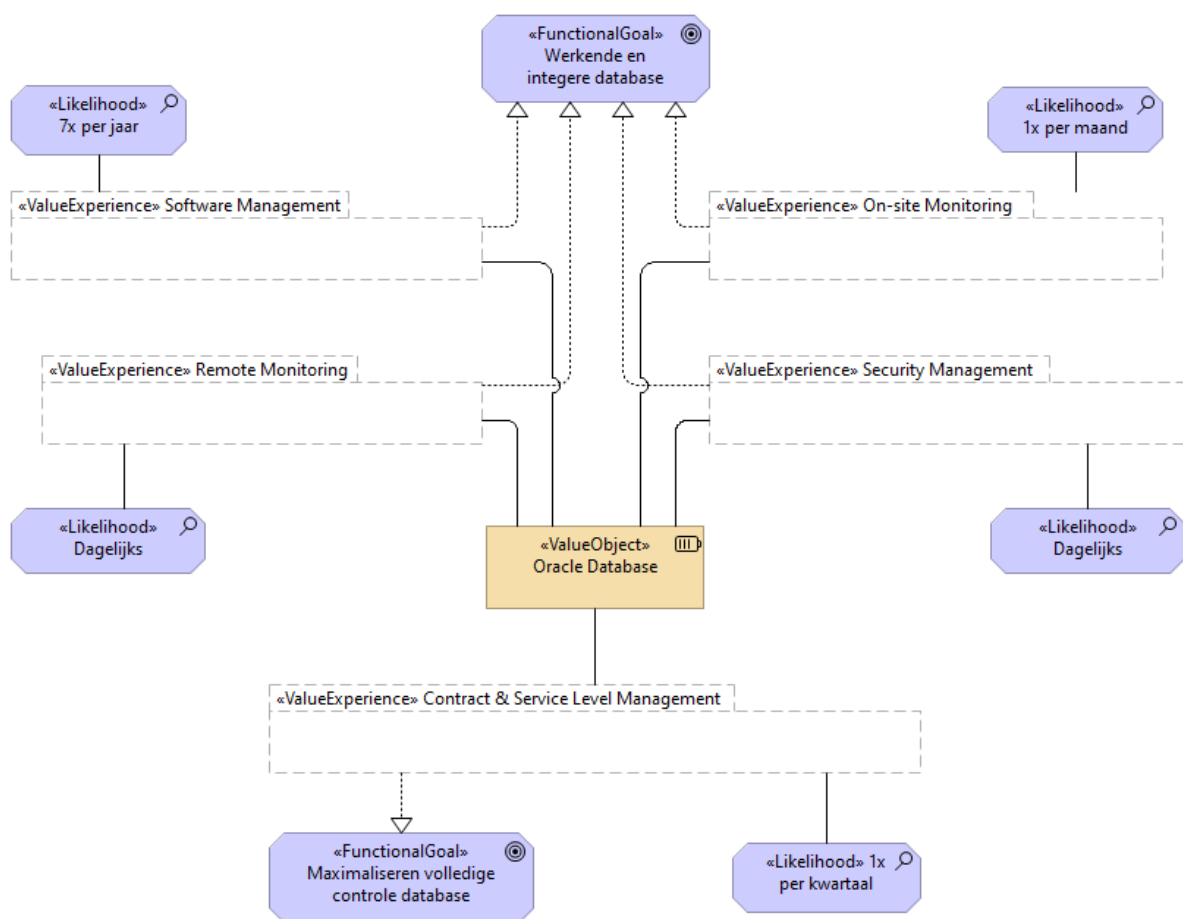 «FunctionalGoal»
Werkende en
integere database
«Likelihood»
7x per jaar
«Likelihood»
1x per maand
«ValueExperience» Software Management
«ValueExperience» On-site Monitoring
«ValueExperience» Remote Monitoring
«ValueExperience» Security Management
«Likelihood»
Dagelijks
«ValueObject»
Oracle Database
«Likelihood»
Dagelijks
«ValueExperience» Contract & Service Level Management
«FunctionalGoal»
Maximaliseren volledige
controle database
«Likelihood» 1x
per kwartaal